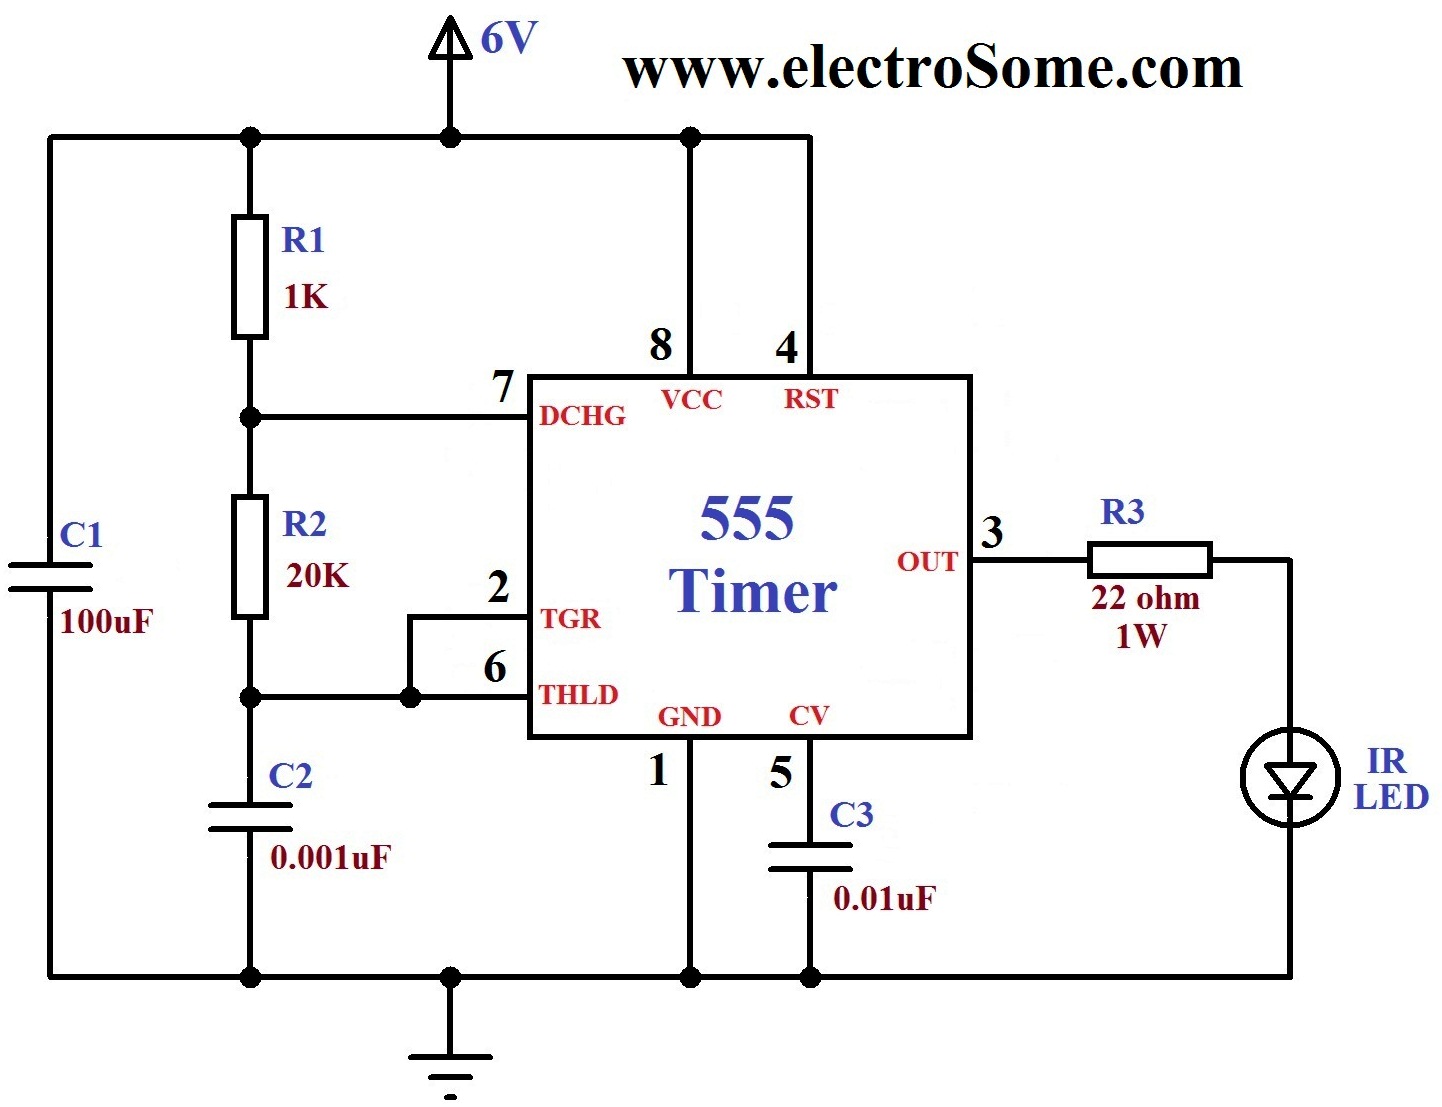 6V
www.electroSome.com
R1
1K
8
4
7
VCC
RST
DCHG
C1
100uF
R2
20K
555
Timer
R3
3
OUT
22 ohm
1W
2
TGR
6
THLD
GND
CV
1
5
IR
LED
C2
0.001uF
C3
0.01uF